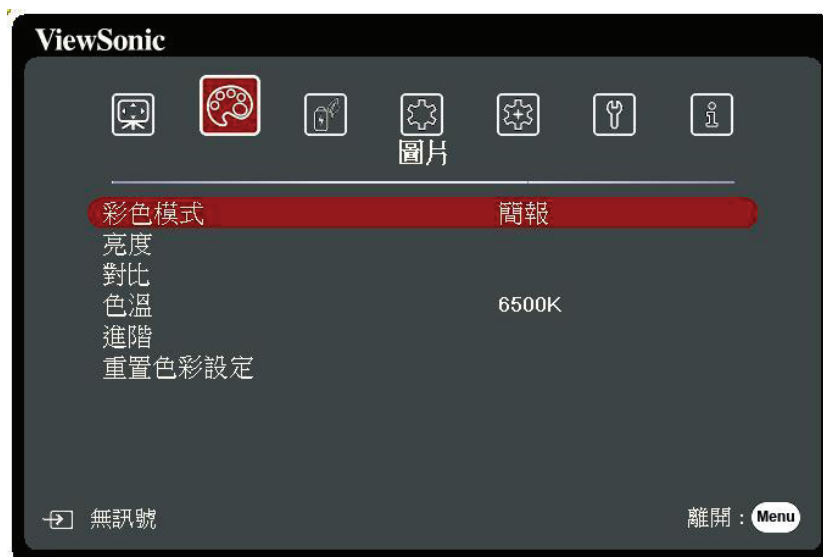 ViewSonic
圖片
彩色模式 簡報
亮度
對比
色溫 6500K
進階
重置色彩設定
無訊號 離開：Menu